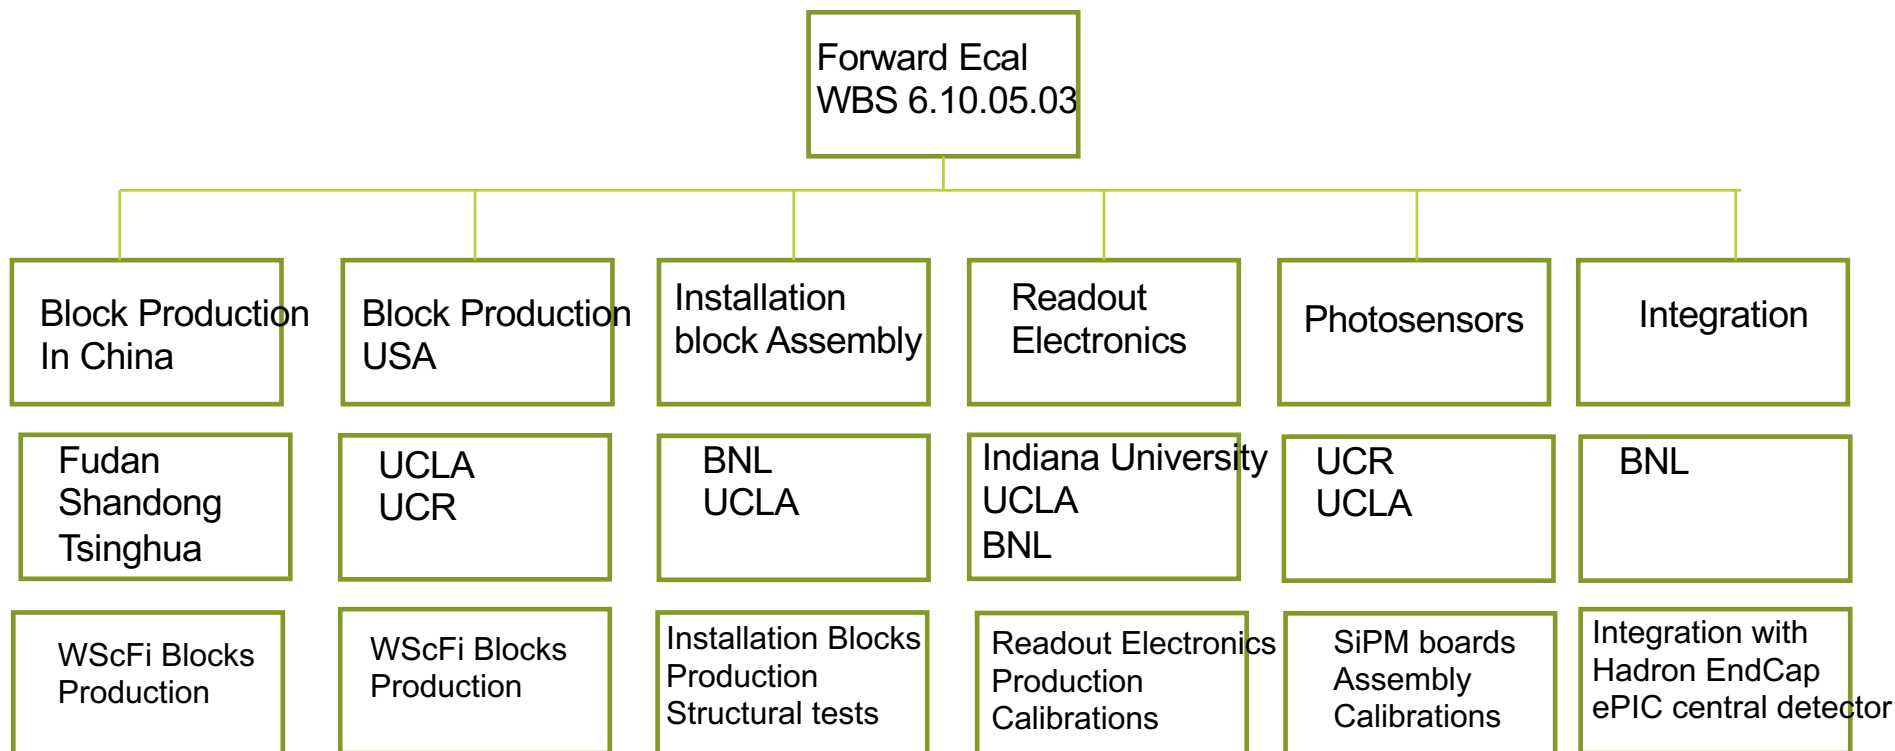 Forward Ecal
WBS 6.10.05.03
Block Production
In China
Block Production
USA
Installation
block Assembly
Readout
Electronics
Photosensors
Integration
Fudan
Shandong
Tsinghua
UCLA
UCR
BNL
UCLA
Indiana University
UCLA
BNL
UCR
UCLA
BNL
WScFi Blocks
Production
WScFi Blocks
Production
Installation Blocks
Production
Structural tests
Readout Electronics
Production
Calibrations
SiPM boards
Assembly
Calibrations
Integration with
Hadron EndCap
ePIC central detector